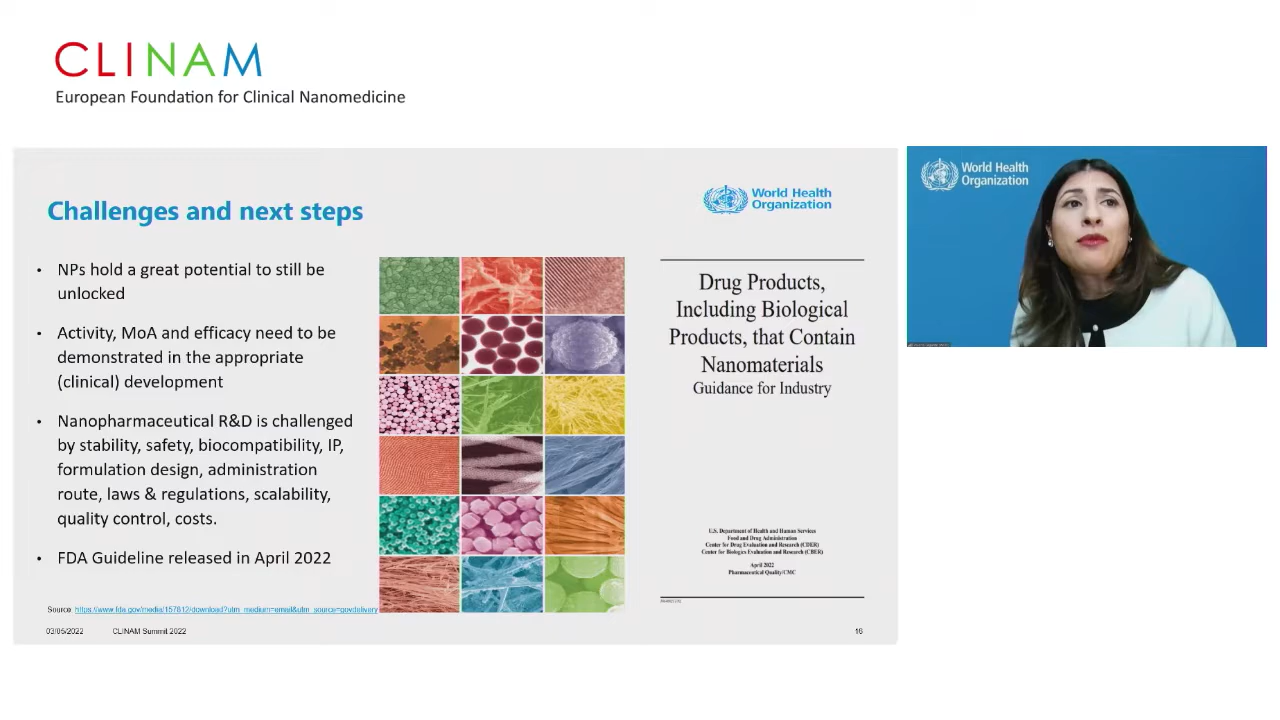 CLINAM
European Foundation for Clinical Nanomedicine
Challenges and next steps
• NPs hold a great potential to still be
unlocked
• Activity, MoA and efficacy need to be
demonstrated in the appropriate
(clinical) development
• Nanopharmaceutical R&D is challenged
by stability, safety, biocompatibility, IP,
formulation design, administration
route, laws & regulations, scalability,
quality control, costs.
• FDA Guideline released in April 2022
Source: https://www.fda.gov/media/157812/download?utm_medium=email&utm_source=govdelivery
03/05/2022 CLINAM Summit 2022
World Health
Organization
Drug Products,
Including Biological
Products, that Contain
Nanomaterials
Guidance for Industry
U.S. Department of Health and Human Services
Food and Drug Administration
Center for Drug Evaluation and Research (CDER)
Center for Biologics Evaluation and Research (CBER)
April 2022
Pharmaceutical Quality/CMC
16
World Health
Organization